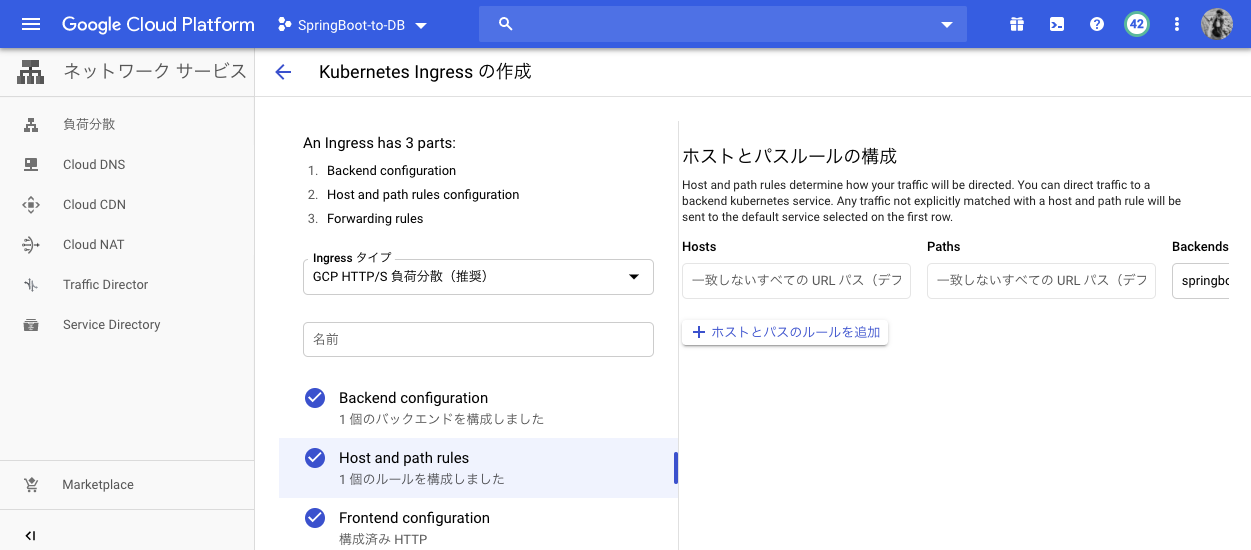 Google Cloud Platform
SpringBoot-to-DB
42
ネットワーク サービス
Kubernetes Ingress の作成
負荷分散
Cloud DNS
Cloud CDN
Cloud NAT
Traffic Director
Service Directory
Marketplace
An Ingress has 3 parts:
1. Backend configuration
2. Host and path rules configuration
3. Forwarding rules
Ingress タイプ
GCP HTTP/S 負荷分散（推奨）
名前
Backend configuration
1 個のバックエンドを構成しました
Host and path rules
1 個のルールを構成しました
Frontend configuration
構成済み HTTP
ホストとパスルールの構成
Host and path rules determine how your traffic will be directed. You can direct traffic to a
backend kubernetes service. Any traffic not explicitly matched with a host and path rule will be
sent to the default service selected on the first row.
Hosts Paths Backends
一致しないすべての URL パス（デフ 一致しないすべての URL パス（デフ springbo
ホストとパスのルールを追加